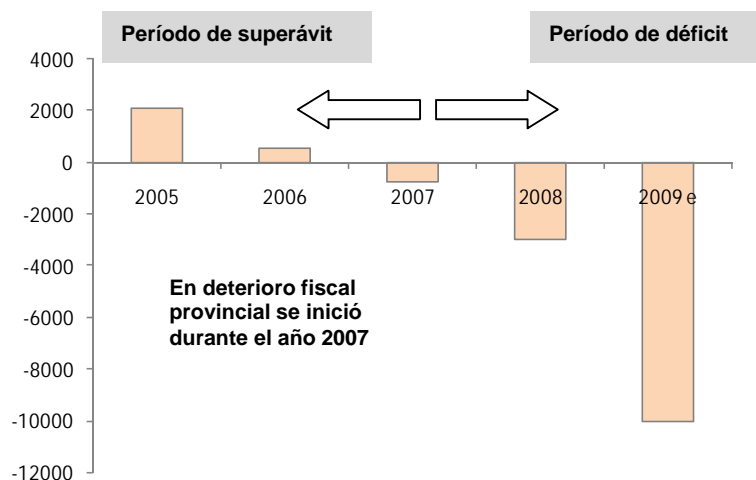 Período de superávit
Período de déficit
4000
2000
0
-2000
-4000
-6000
-8000
-10000
-12000
2005
2006
2007
2008
2009 e
En deterioro fiscal
provincial se inició
durante el año 2007